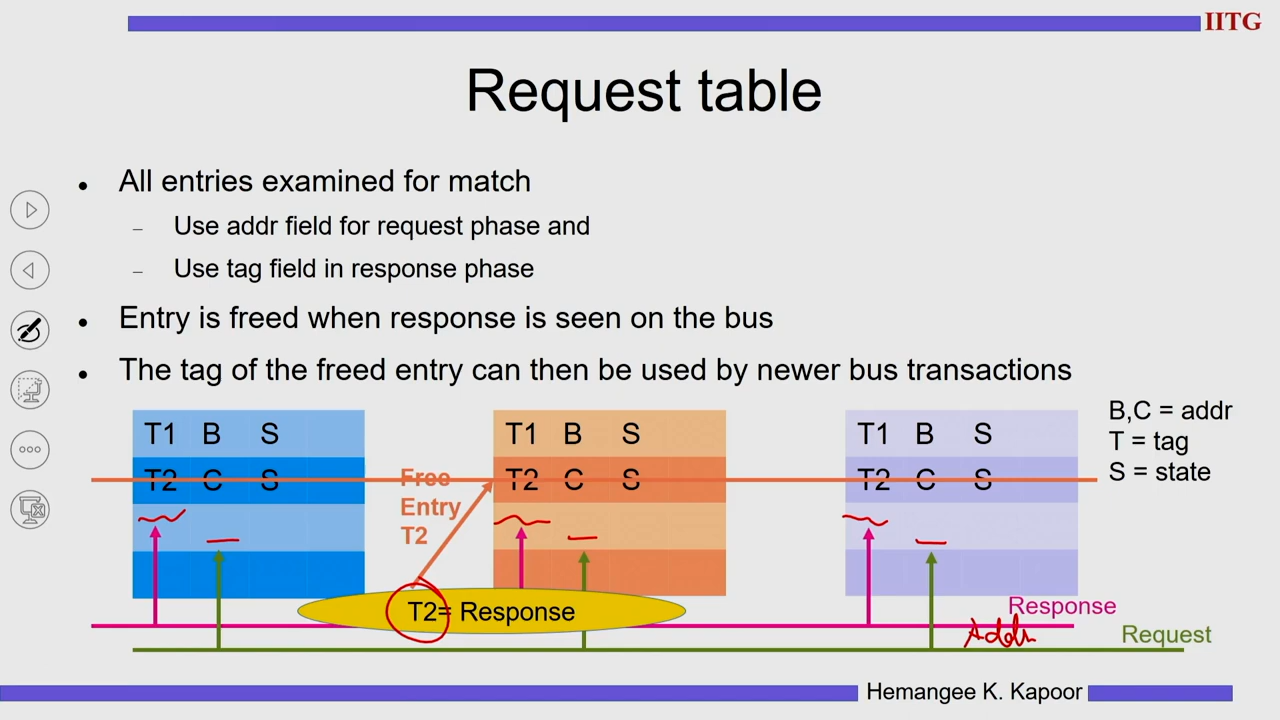 IITG
Request table
All entries examined for match
Use addr field for request phase and
Use tag field in response phase
Entry is freed when response is seen on the bus
The tag of the freed entry can then be used by newer bus transactions
T1 B S
T2 C S
Free
Entry
T2
T1 B S
T2 C S
T1 B S
T2 C S
B,C = addr
T = tag
S = state
T2= Response
Response
Addr
Request
Hemangee K. Kapoor